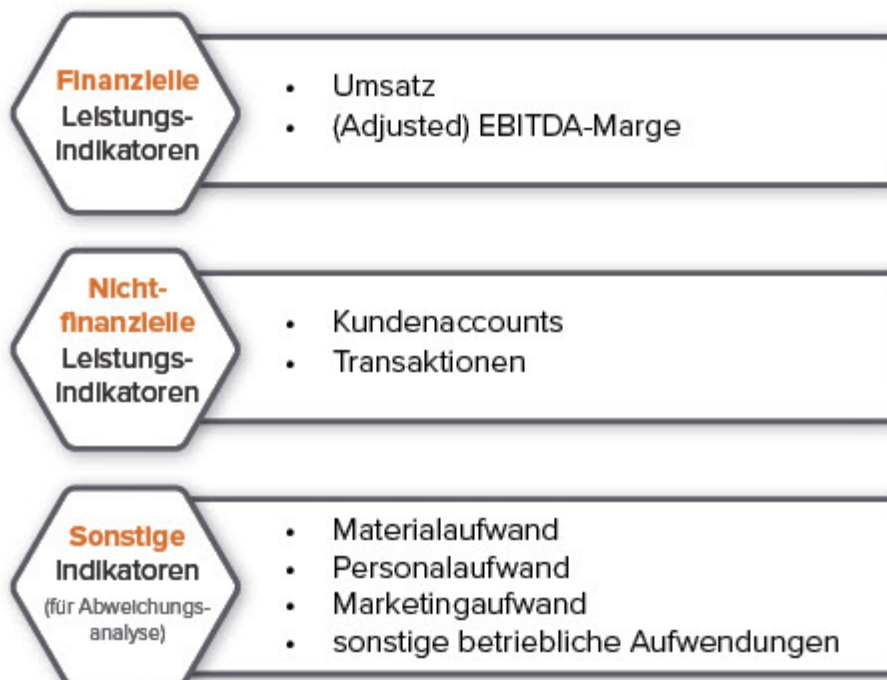 Finanzielle
Leistungs-
indikatoren
• Umsatz
• (Adjusted) EBITDA-Marge
Nicht-
finanzielle
Leistungs-
indikatoren
• Kundenaccounts
• Transaktionen
Sonstige
Indikatoren
(für Abweichungs-
analyse)
• Materialaufwand
• Personalaufwand
• Marketingaufwand
• sonstige betriebliche Aufwendungen